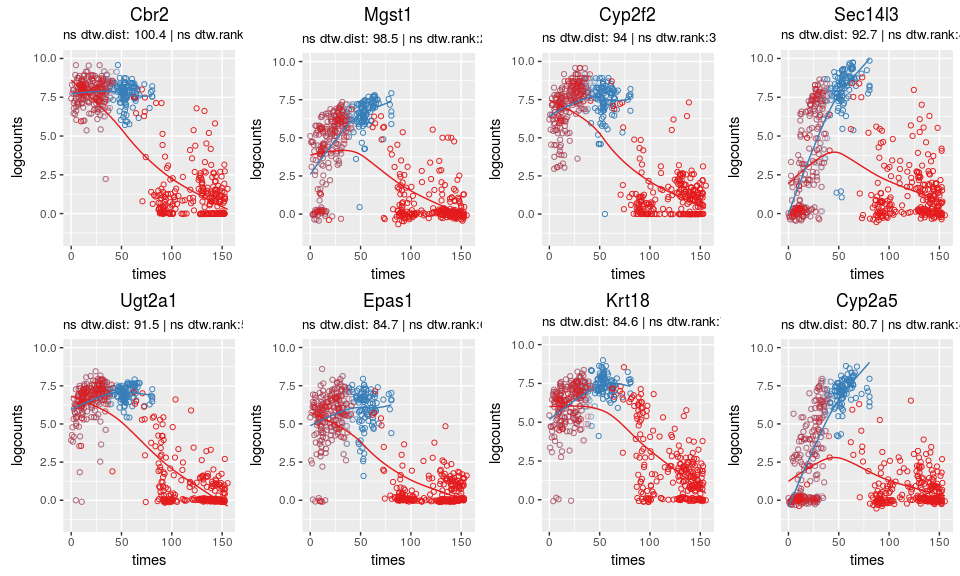 Cbr2
ns dtw.dist: 100.4 | ns dtw.rank
10.0
7.5
5.0
2.5
0.0
logcounts
0 50 100 150
times
Mgst1
ns dtw.dist: 98.5 | ns dtw.rank:2
10.0
7.5
5.0
2.5
0.0
logcounts
0 50 100 150
times
Cyp2f2
ns dtw.dist: 94 | ns dtw.rank:3
10.0
7.5
5.0
2.5
0.0
logcounts
0 50 100 150
times
Sec14l3
ns dtw.dist: 92.7 | ns dtw.rank:
10.0
7.5
5.0
2.5
0.0
logcounts
0 50 100 150
times
Ugt2a1
ns dtw.dist: 91.5 | ns dtw.rank:
10.0
7.5
5.0
2.5
0.0
logcounts
0 50 100 150
times
Epas1
ns dtw.dist: 84.7 | ns dtw.rank:
10.0
7.5
5.0
2.5
0.0
logcounts
0 50 100 150
times
Krt18
ns dtw.dist: 84.6 | ns dtw.rank:
10.0
7.5
5.0
2.5
0.0
logcounts
0 50 100 150
times
Cyp2a5
ns dtw.dist: 80.7 | ns dtw.rank:
10.0
7.5
5.0
2.5
0.0
logcounts
0 50 100 150
times